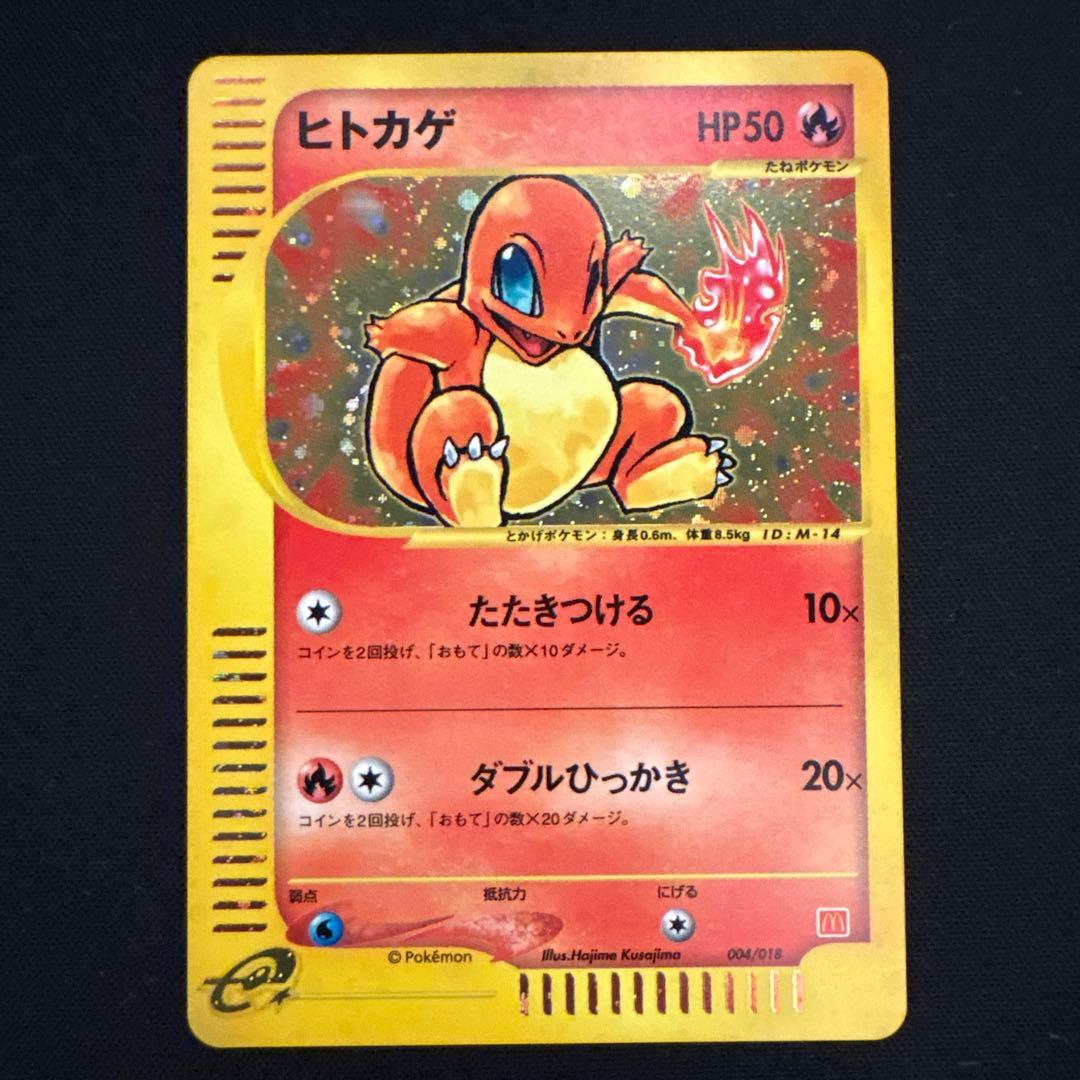 ヒトカゲ HP50
たねポケモン
とかげポケモン：身長0.6m、体重8.5kg ID:M-14
たたきつける 10×
コインを2回投げ、「おもて」の数×10ダメージ。
ダブルひっかき 20×
コインを2回投げ、「おもて」の数×20ダメージ。
弱点 抵抗力 にげる
© Pokémon Illus.Hajime Kusajima 004/018